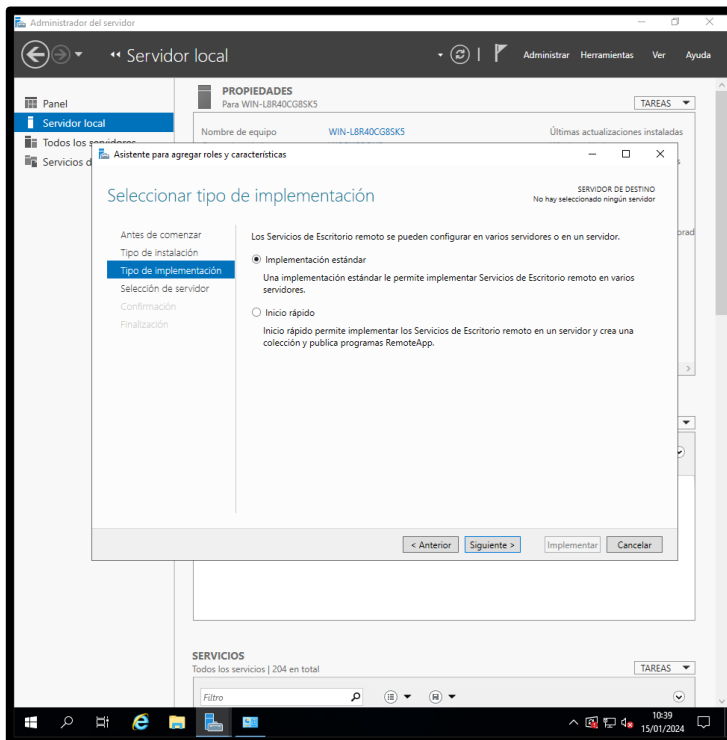 Administrador del servidor
Servidor local
Administrar Herramientas Ver Ayuda
Panel
Servidor local
Todos los servidores
Servicios d
PROPIEDADES
Para WIN-L8R40CG8SK5
TAREAS
Nombre de equipo WIN-L8R40CG8SK5 Últimas actualizaciones instaladas
Asistente para agregar roles y características
Seleccionar tipo de implementación
SERVIDOR DE DESTINO
No hay seleccionado ningún servidor
Antes de comenzar
Tipo de instalación
Tipo de implementación
Selección de servidor
Confirmación
Finalización
Los Servicios de Escritorio remoto se pueden configurar en varios servidores o en un servidor.
Implementación estándar
Una implementación estándar le permite implementar Servicios de Escritorio remoto en varios
servidores.
Inicio rápido
Inicio rápido permite implementar los Servicios de Escritorio remoto en un servidor y crea una
colección y publica programas RemoteApp.
orad
< Anterior Siguiente > Implementar Cancelar
SERVICIOS
Todos los servicios | 204 en total
TAREAS
Filtro
10:39
15/01/2024